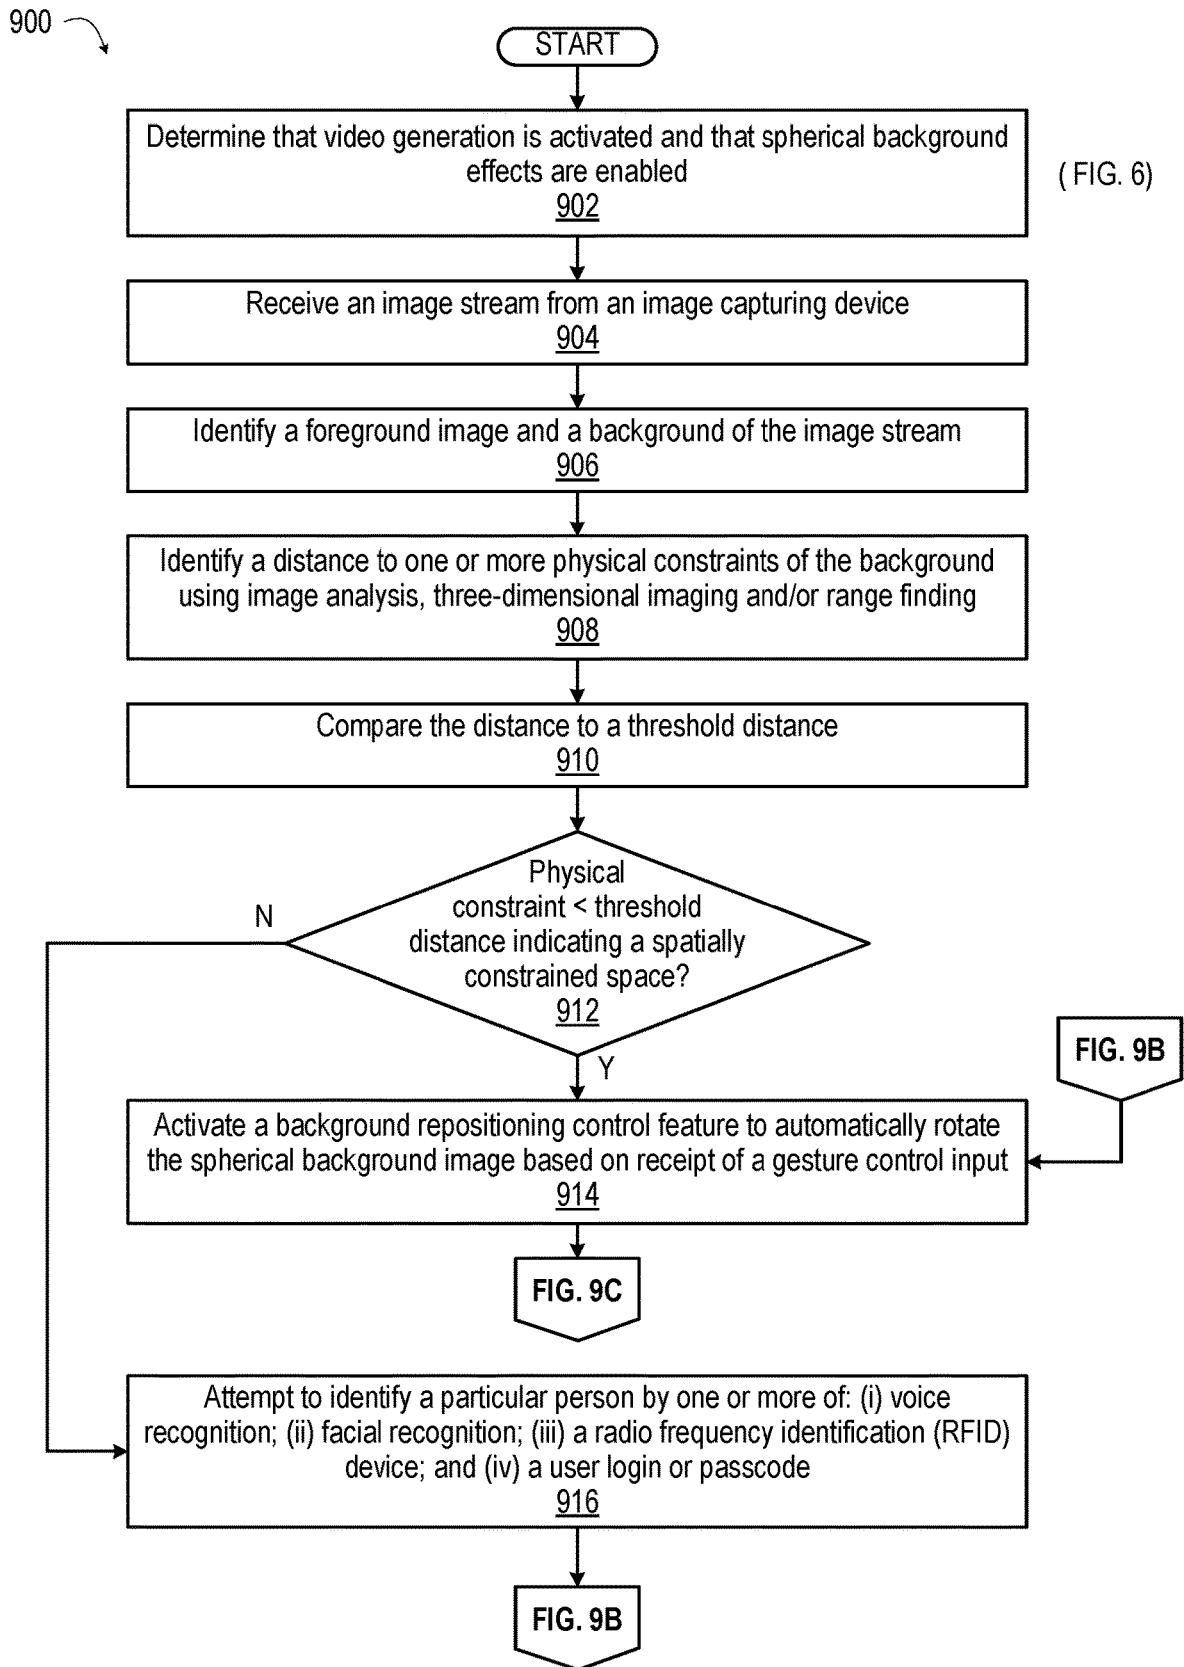 900
START
Determine that video generation is activated and that spherical background
effects are enabled
902
( FIG. 6)
Receive an image stream from an image capturing device
904
Identify a foreground image and a background of the image stream
906
Identify a distance to one or more physical constraints of the background
using image analysis, three-dimensional imaging and/or range finding
908
Compare the distance to a threshold distance
910
Physical
constraint < threshold
distance indicating a spatially
constrained space?
912
N
Y
FIG. 9B
Activate a background repositioning control feature to automatically rotate
the spherical background image based on receipt of a gesture control input
914
FIG. 9C
Attempt to identify a particular person by one or more of: (i) voice
recognition; (ii) facial recognition; (iii) a radio frequency identification (RFID)
device; and (iv) a user login or passcode
916
FIG. 9B